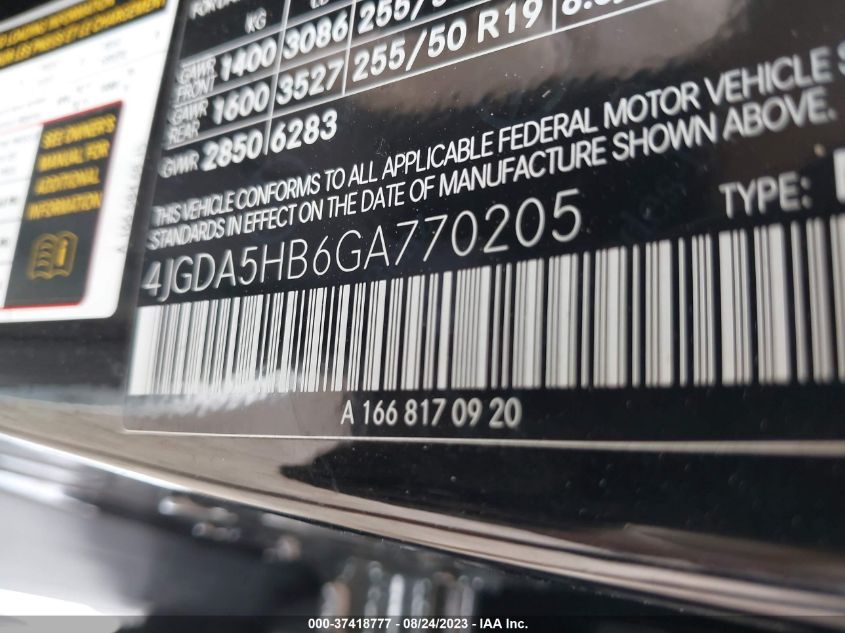 KG
GAWR FRONT 1400 3086 255/5
GAWR REAR 1600 3527 255/50 R19
GVWR 2850 6283
THIS VEHICLE CONFORMS TO ALL APPLICABLE FEDERAL MOTOR VEHICLE S
STANDARDS IN EFFECT ON THE DATE OF MANUFACTURE SHOWN ABOVE.
4JGDA5HB6GA770205
TYPE:
A 166 817 09 20
SEE OWNER'S
MANUAL FOR
ADDITIONAL
INFORMATION
000-37418777 - 08/24/2023 - IAA Inc.